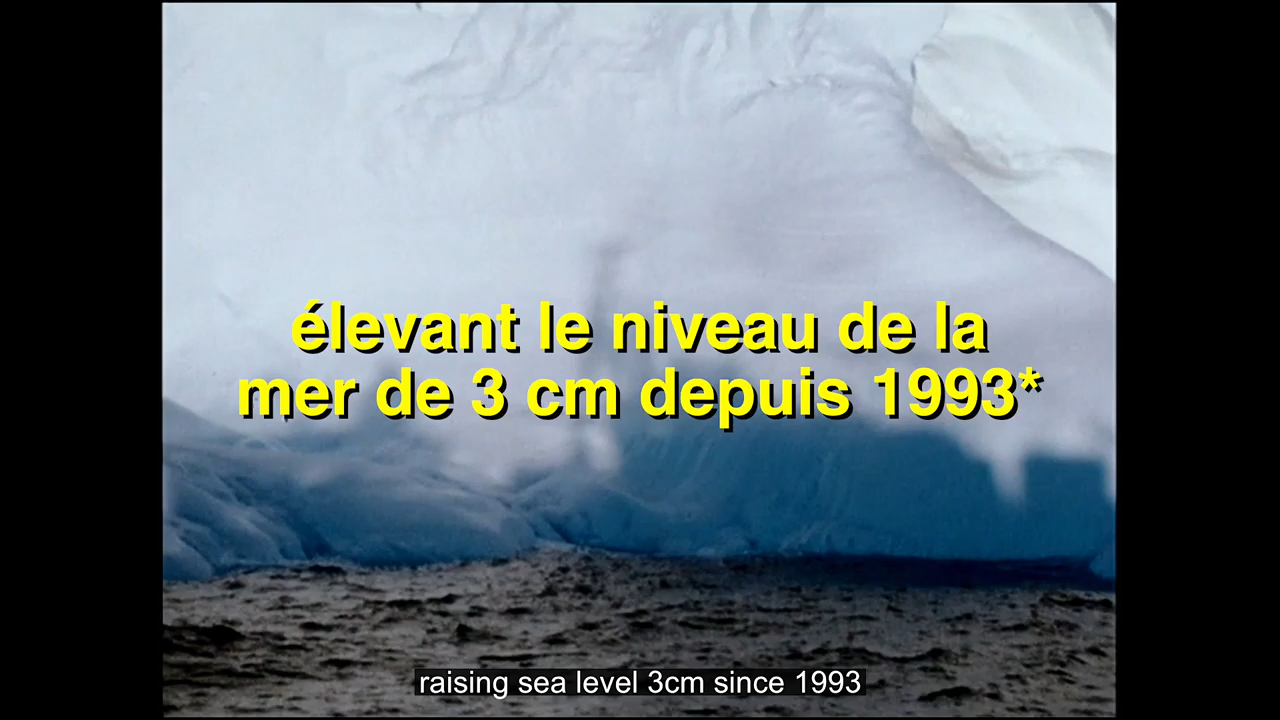 élevant le niveau de la
mer de 3 cm depuis 1993*
raising sea level 3cm since 1993